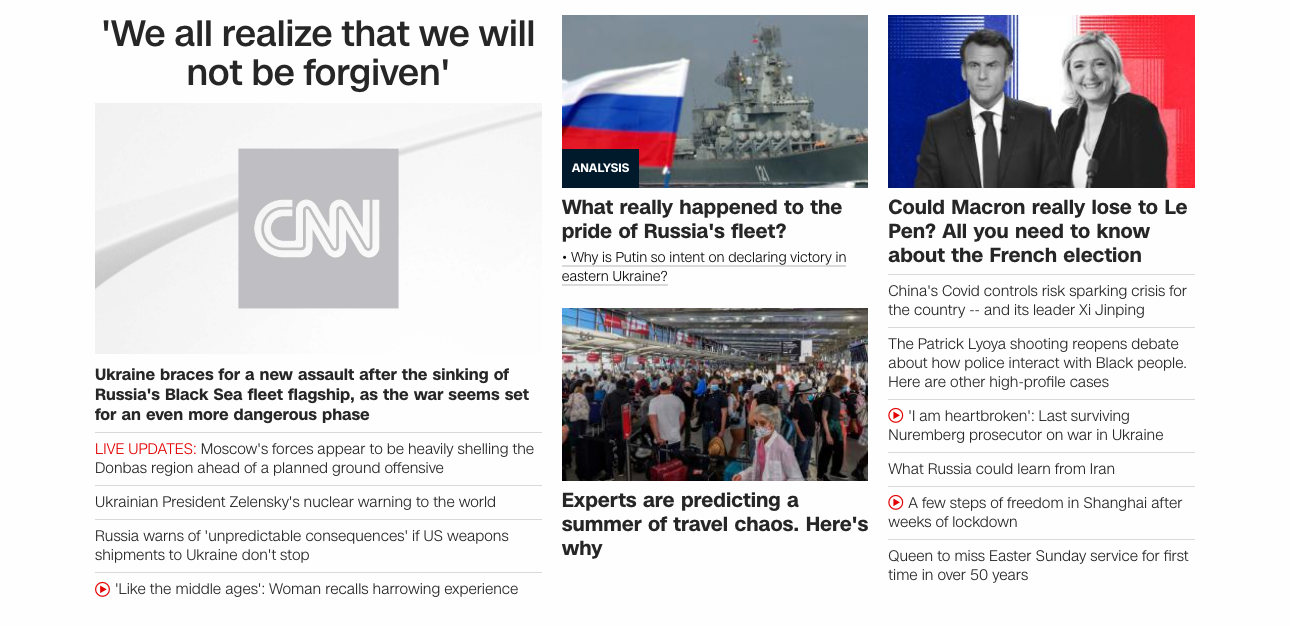 'We all realize that we will
not be forgiven'
CNN
Ukraine braces for a new assault after the sinking of
Russia's Black Sea fleet flagship, as the war seems set
for an even more dangerous phase
LIVE UPDATES: Moscow's forces appear to be heavily shelling the
Donbas region ahead of a planned ground offensive
Ukrainian President Zelensky's nuclear warning to the world
Russia warns of 'unpredictable consequences' if US weapons
shipments to Ukraine don't stop
'Like the middle ages': Woman recalls harrowing experience
121
ANALYSIS
What really happened to the
pride of Russia's fleet?
• Why is Putin so intent on declaring victory in
eastern Ukraine?
Experts are predicting a
summer of travel chaos. Here's
why
Could Macron really lose to Le
Pen? All you need to know
about the French election
China's Covid controls risk sparking crisis for
the country -- and its leader Xi Jinping
The Patrick Lyoya shooting reopens debate
about how police interact with Black people.
Here are other high-profile cases
'I am heartbroken': Last surviving
Nuremberg prosecutor on war in Ukraine
What Russia could learn from Iran
A few steps of freedom in Shanghai after
weeks of lockdown
Queen to miss Easter Sunday service for first
time in over 50 years